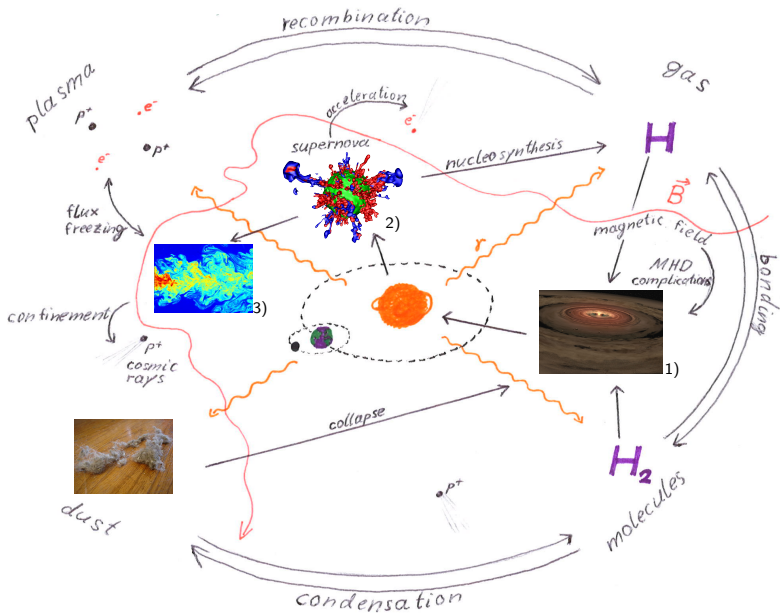 recombination
plasma
gas
p+
e-
p+
e-
acceleration
e-
supernova
nucleosynthesis
H
B
magnetic field
MHD
complications
bonding
flux
freezing
2)
γ
3)
confinement
p+
cosmic
rays
1)
collapse
H2
p+
dust
molecules
condensation